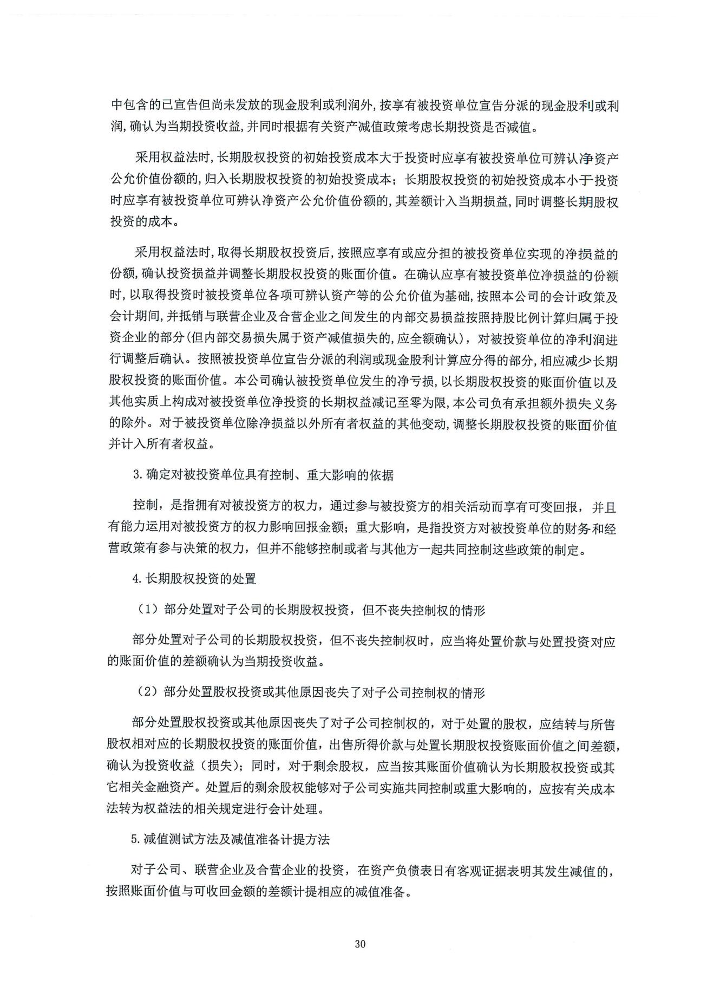 中包含的已宣告但尚未发放的现金股利或利润外,按享有被投资单位宣告分派的现金股利或利
润,确认为当期投资收益,并同时根据有关资产减值政策考虑长期投资是否减值。
采用权益法时,长期股权投资的初始投资成本大于投资时应享有被投资单位可辨认净资产
公允价值份额的,归入长期股权投资的初始投资成本；长期股权投资的初始投资成本小于投资
时应享有被投资单位可辨认净资产公允价值份额的,其差额计入当期损益,同时调整长期股权
投资的成本。
采用权益法时,取得长期股权投资后,按照应享有或应分担的被投资单位实现的净损益的
份额,确认投资损益并调整长期股权投资的账面价值。在确认应享有被投资单位净损益的份额
时,以取得投资时被投资单位各项可辨认资产等的公允价值为基础,按照本公司的会计政策及
会计期间,并抵销与联营企业及合营企业之间发生的内部交易损益按照持股比例计算归属于投
资企业的部分(但内部交易损失属于资产减值损失的,应全额确认)，对被投资单位的净利润进
行调整后确认。按照被投资单位宣告分派的利润或现金股利计算应分得的部分,相应减少长期
股权投资的账面价值。本公司确认被投资单位发生的净亏损,以长期股权投资的账面价值以及
其他实质上构成对被投资单位净投资的长期权益减记至零为限,本公司负有承担额外损失义务
的除外。对于被投资单位除净损益以外所有者权益的其他变动,调整长期股权投资的账面价值
并计入所有者权益。
3.确定对被投资单位具有控制、重大影响的依据
控制，是指拥有对被投资方的权力，通过参与被投资方的相关活动而享有可变回报，并且
有能力运用对被投资方的权力影响回报金额；重大影响，是指投资方对被投资单位的财务和经
营政策有参与决策的权力，但并不能够控制或者与其他方一起共同控制这些政策的制定。
4.长期股权投资的处置
（1）部分处置对子公司的长期股权投资，但不丧失控制权的情形
部分处置对子公司的长期股权投资，但不丧失控制权时，应当将处置价款与处置投资对应
的账面价值的差额确认为当期投资收益。
（2）部分处置股权投资或其他原因丧失了对子公司控制权的情形
部分处置股权投资或其他原因丧失了对子公司控制权的，对于处置的股权，应结转与所售
股权相对应的长期股权投资的账面价值，出售所得价款与处置长期股权投资账面价值之间差额，
确认为投资收益（损失）；同时，对于剩余股权，应当按其账面价值确认为长期股权投资或其
它相关金融资产。处置后的剩余股权能够对子公司实施共同控制或重大影响的，应按有关成本
法转为权益法的相关规定进行会计处理。
5.减值测试方法及减值准备计提方法
对子公司、联营企业及合营企业的投资，在资产负债表日有客观证据表明其发生减值的，
按照账面价值与可收回金额的差额计提相应的减值准备。
30